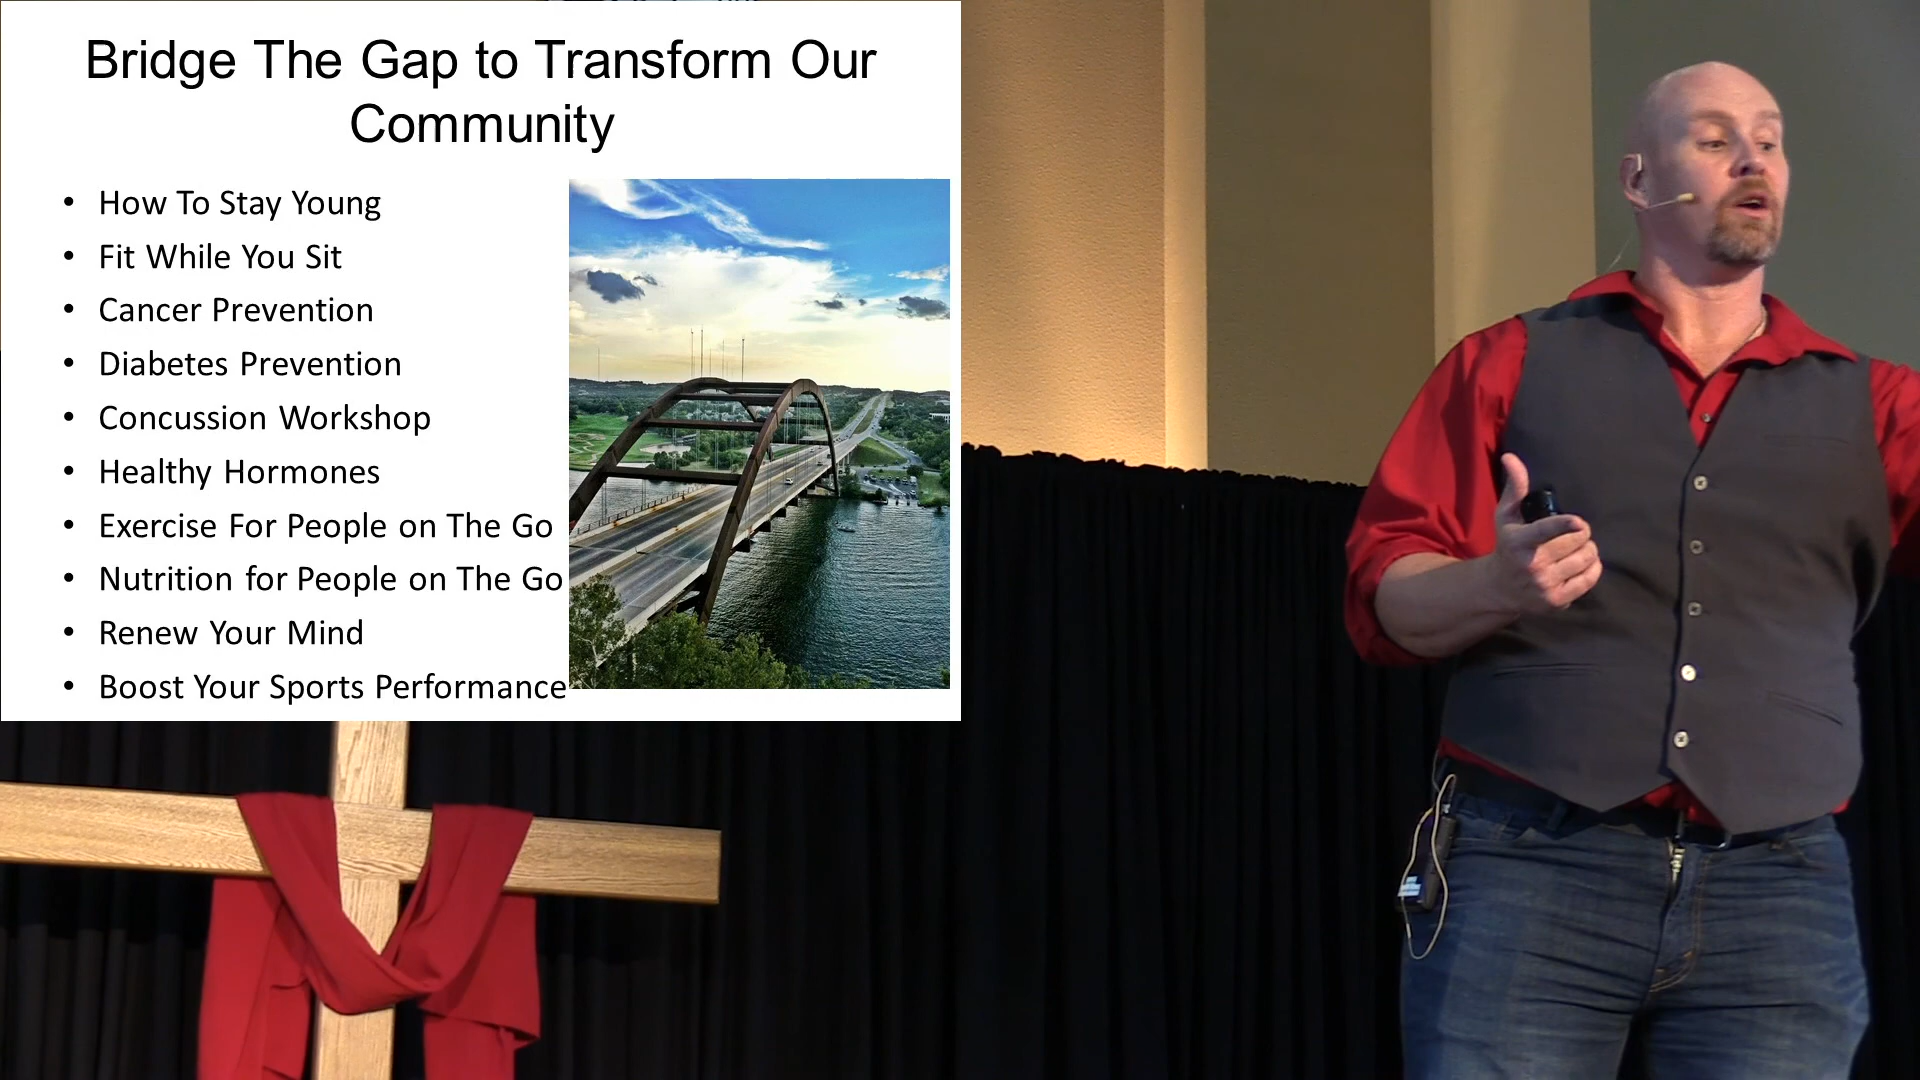 Bridge The Gap to Transform Our
Community
• How To Stay Young
• Fit While You Sit
• Cancer Prevention
• Diabetes Prevention
• Concussion Workshop
• Healthy Hormones
• Exercise For People on The Go
• Nutrition for People on The Go
• Renew Your Mind
• Boost Your Sports Performance